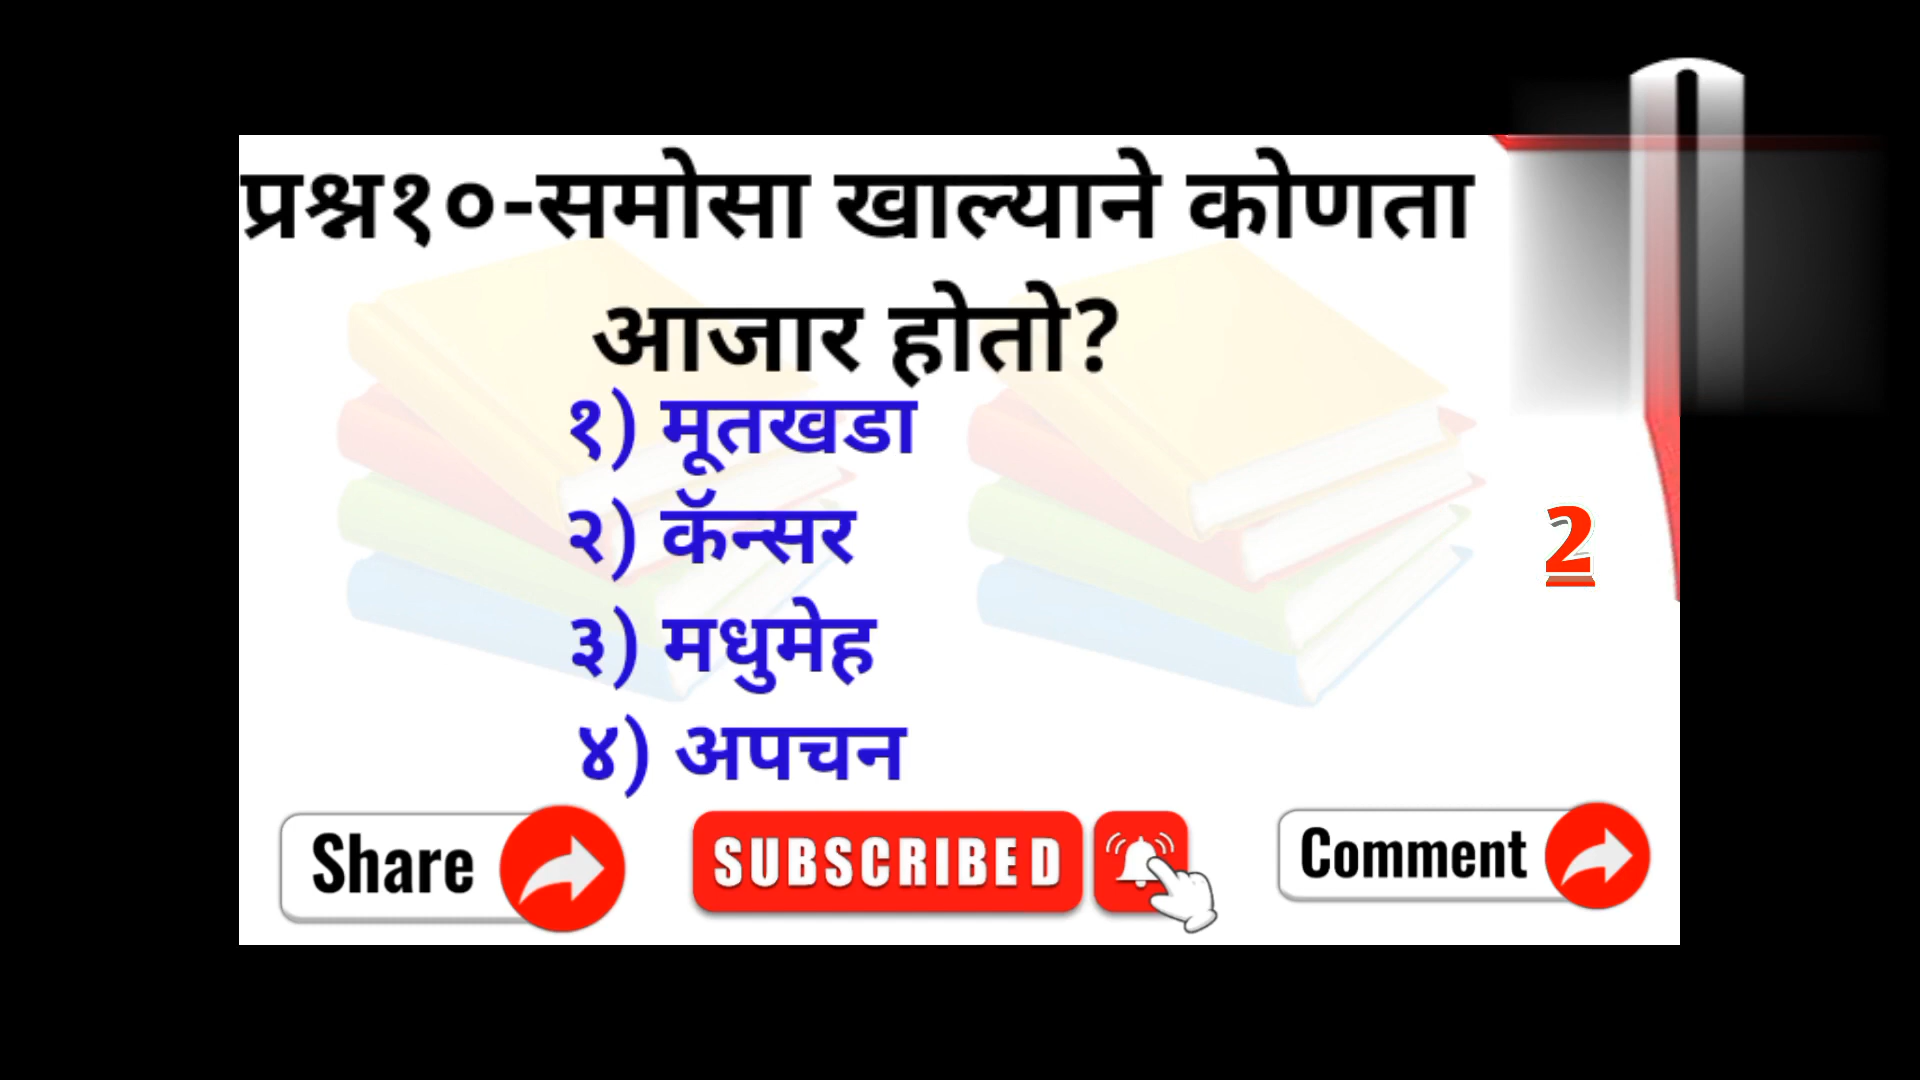 प्रश्न१०-समोसा खाल्याने कोणता
आजार होतो?
१) मूतखडा
२) कॅन्सर
2
३) मधुमेह
४) अपचन
Share
SUBSCRIBED
Comment